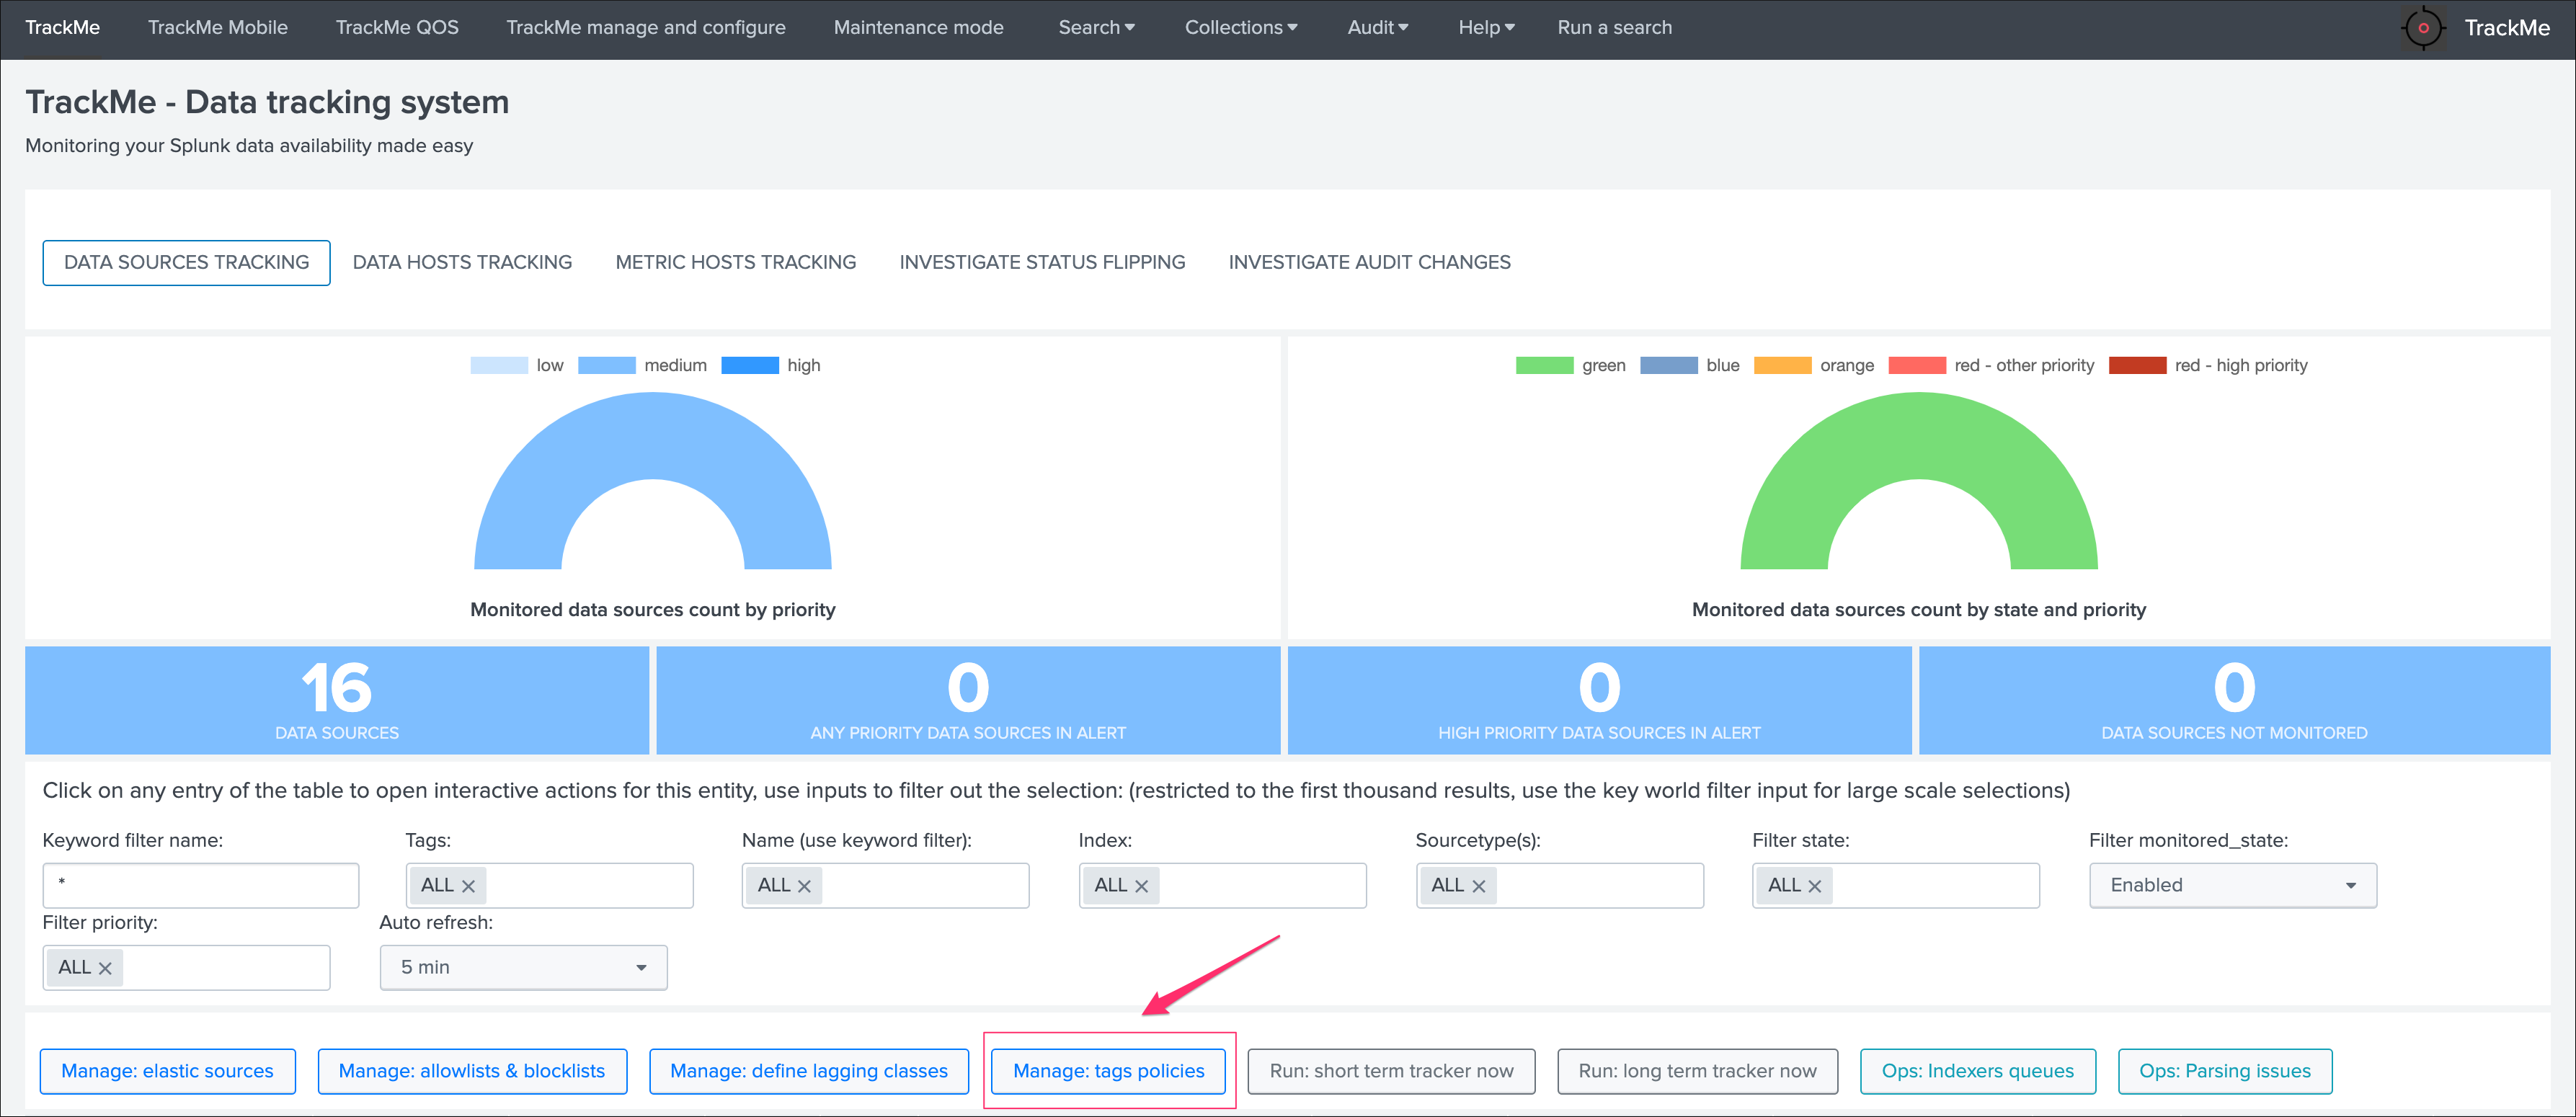 TrackMe TrackMe Mobile TrackMe QOS TrackMe manage and configure Maintenance mode Search Collections Audit Help Run a search TrackMe
TrackMe - Data tracking system
Monitoring your Splunk data availability made easy
DATA SOURCES TRACKING DATA HOSTS TRACKING METRIC HOSTS TRACKING INVESTIGATE STATUS FLIPPING INVESTIGATE AUDIT CHANGES
low medium high
Monitored data sources count by priority
green blue orange red - other priority red - high priority
Monitored data sources count by state and priority
16
DATA SOURCES
0
ANY PRIORITY DATA SOURCES IN ALERT
0
HIGH PRIORITY DATA SOURCES IN ALERT
0
DATA SOURCES NOT MONITORED
Click on any entry of the table to open interactive actions for this entity, use inputs to filter out the selection: (restricted to the first thousand results, use the key world filter input for large scale selections)
Keyword filter name: Tags: Name (use keyword filter): Index: Sourcetype(s): Filter state: Filter monitored_state:
* ALL × ALL × ALL × ALL × ALL × Enabled
Filter priority: Auto refresh:
ALL × 5 min
Manage: elastic sources Manage: allowlists & blocklists Manage: define lagging classes Manage: tags policies Run: short term tracker now Run: long term tracker now Ops: Indexers queues Ops: Parsing issues